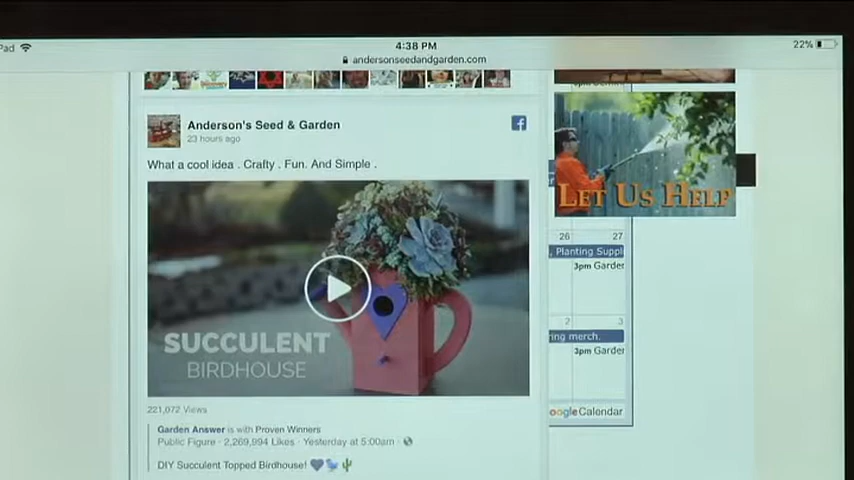 Pad
4:38 PM
22%
andersonseedandgarden.com
Anderson's Seed & Garden
23 hours ago
What a cool idea . Crafty . Fun. And Simple .
SUCCULENT
BIRDHOUSE
221,072 Views
Garden Answer is with Proven Winners
Public Figure · 2,269,994 Likes · Yesterday at 5:00am ·
DIY Succulent Topped Birdhouse!
LET US HELP
26 27
, Planting Suppl
3pm Garder
2 3
ring merch.
3pm Garder
oogleCalendar